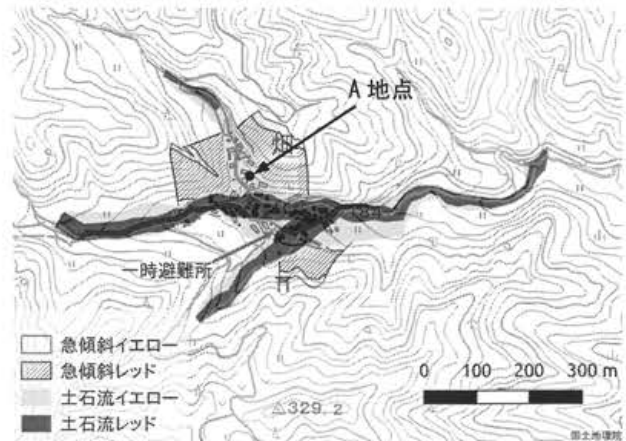 A 地点
畑
184
一時避難所
急傾斜イエロー
急傾斜レッド
土石流イエロー
土石流レッド
0 100 200 300 m
△329.2
国土地理院